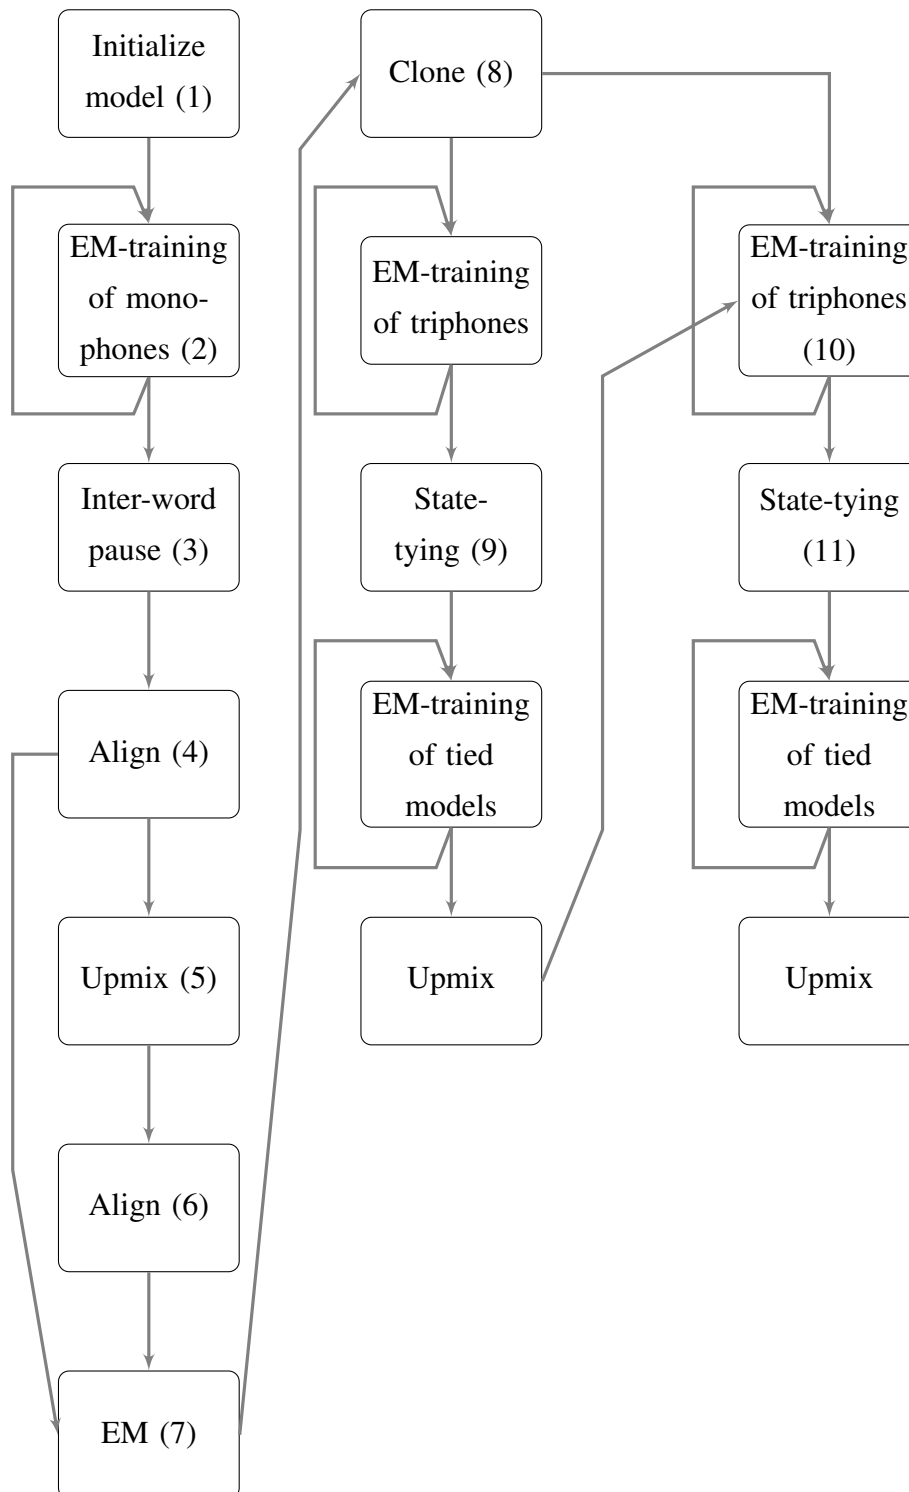 Initialize
model (1)
EM-training
of mono-
phones (2)
Inter-word
pause (3)
Align (4)
Upmix (5)
Align (6)
EM (7)
Clone (8)
EM-training
of triphones
State-
tying (9)
EM-training
of tied
models
Upmix
EM-training
of triphones
(10)
State-tying
(11)
EM-training
of tied
models
Upmix